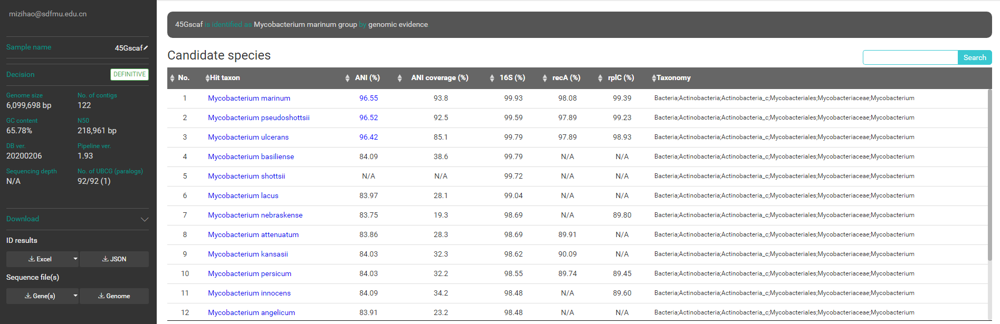 mizihao@sdfmu.edu.cn
Sample name 45Gscaf
Decision DEFINITIVE
Genome size No. of contigs
6,099,698 bp 122
GC content N50
65.78% 218,961 bp
DB ver. Pipeline ver.
20200206 1.93
Sequencing depth No. of UBCG (paralogs)
N/A 92/92 (1)
Download
ID results
Excel JSON
Sequence file(s)
Gene(s) Genome
45Gscaf is identified as Mycobacterium marinum group by genomic evidence.
Candidate species
Search
No. Hit taxon ANI (%) ANI coverage (%) 16S (%) recA (%) rplC (%) Taxonomy
1 Mycobacterium marinum 96.55 93.8 99.93 98.08 99.39 Bacteria;Actinobacteria;Actinobacteria_c;Mycobacteriales;Mycobacteriaceae;Mycobacterium
2 Mycobacterium pseudoshottsii 96.52 92.5 99.59 97.89 99.23 Bacteria;Actinobacteria;Actinobacteria_c;Mycobacteriales;Mycobacteriaceae;Mycobacterium
3 Mycobacterium ulcerans 96.42 85.1 99.79 97.89 98.93 Bacteria;Actinobacteria;Actinobacteria_c;Mycobacteriales;Mycobacteriaceae;Mycobacterium
4 Mycobacterium basiliense 84.09 38.6 99.79 N/A N/A Bacteria;Actinobacteria;Actinobacteria_c;Mycobacteriales;Mycobacteriaceae;Mycobacterium
5 Mycobacterium shottsii N/A N/A 99.72 N/A N/A Bacteria;Actinobacteria;Actinobacteria_c;Mycobacteriales;Mycobacteriaceae;Mycobacterium
6 Mycobacterium lacus 83.97 28.1 99.04 N/A N/A Bacteria;Actinobacteria;Actinobacteria_c;Mycobacteriales;Mycobacteriaceae;Mycobacterium
7 Mycobacterium nebraskense 83.75 19.3 98.69 N/A 89.80 Bacteria;Actinobacteria;Actinobacteria_c;Mycobacteriales;Mycobacteriaceae;Mycobacterium
8 Mycobacterium attenuatum 83.86 28.3 98.69 89.91 N/A Bacteria;Actinobacteria;Actinobacteria_c;Mycobacteriales;Mycobacteriaceae;Mycobacterium
9 Mycobacterium kansasii 84.03 32.3 98.62 90.09 N/A Bacteria;Actinobacteria;Actinobacteria_c;Mycobacteriales;Mycobacteriaceae;Mycobacterium
10 Mycobacterium persicum 84.03 32.2 98.55 89.74 89.45 Bacteria;Actinobacteria;Actinobacteria_c;Mycobacteriales;Mycobacteriaceae;Mycobacterium
11 Mycobacterium innocens 84.09 34.2 98.48 N/A 89.60 Bacteria;Actinobacteria;Actinobacteria_c;Mycobacteriales;Mycobacteriaceae;Mycobacterium
12 Mycobacterium angelicum 83.91 23.2 98.48 N/A N/A Bacteria;Actinobacteria;Actinobacteria_c;Mycobacteriales;Mycobacteriaceae;Mycobacterium